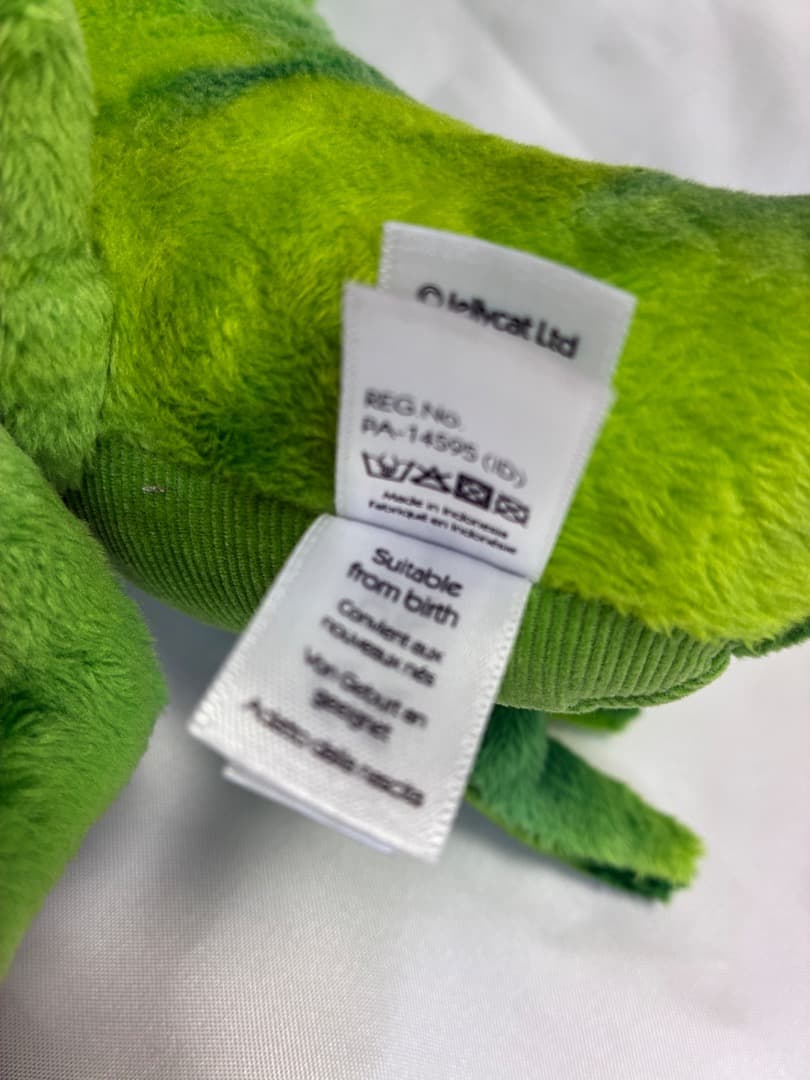 © Jellycat Ltd
REG.No.
PA-14595 (ID)
Made in Indonesia
Fabriqué en Indonésie
Suitable
from birth
Convient aux
nouveaux nés
Von Geburt an
geeignet
Adatto dalla nascita